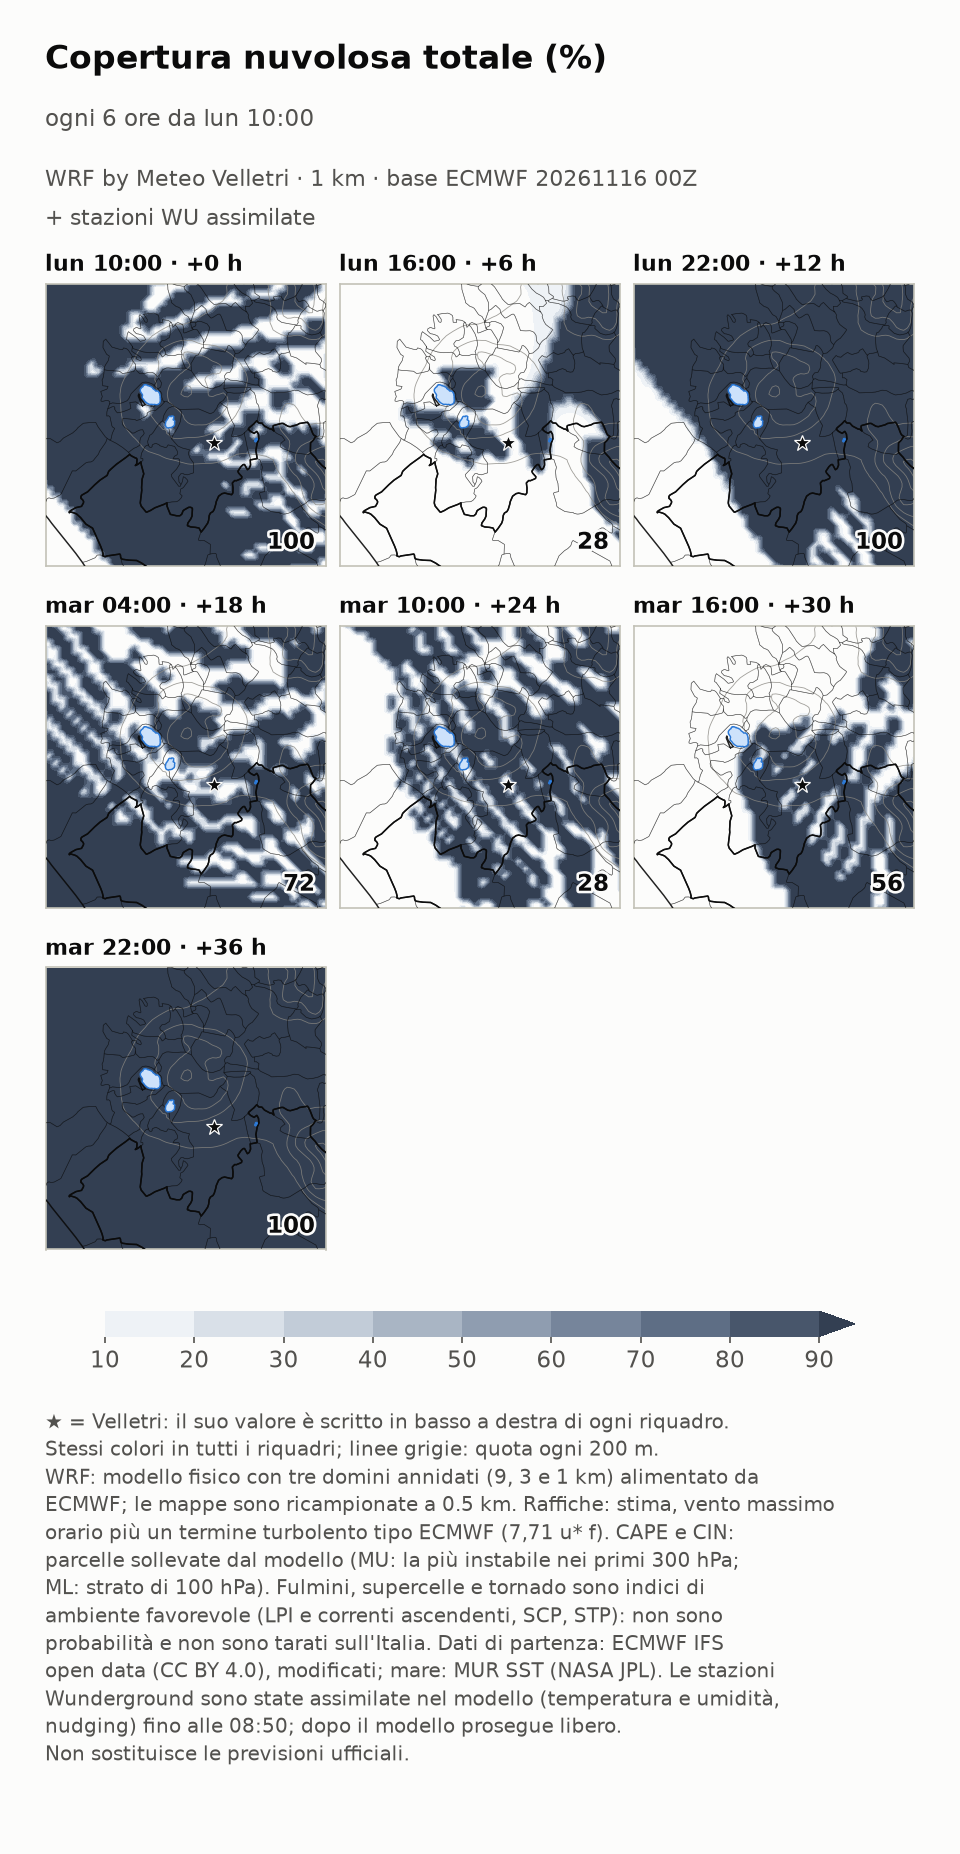 Copertura nuvolosa totale (%)
ogni 6 ore da lun 10:00
WRF by Meteo Velletri · 1 km · base ECMWF 20261116 00Z
+ stazioni WU assimilate
lun 10:00 · +0 h
lun 16:00 · +6 h
lun 22:00 · +12 h
100
28
100
mar 04:00 · +18 h
mar 10:00 · +24 h
mar 16:00 · +30 h
72
28
56
mar 22:00 · +36 h
100
10 20 30 40 50 60 70 80 90
★ = Velletri: il suo valore è scritto in basso a destra di ogni riquadro.
Stessi colori in tutti i riquadri; linee grigie: quota ogni 200 m.
WRF: modello fisico con tre domini annidati (9, 3 e 1 km) alimentato da
ECMWF; le mappe sono ricampionate a 0.5 km. Raffiche: stima, vento massimo
orario più un termine turbolento tipo ECMWF (7,71 u* f). CAPE e CIN:
parcelle sollevate dal modello (MU: la più instabile nei primi 300 hPa;
ML: strato di 100 hPa). Fulmini, supercelle e tornado sono indici di
ambiente favorevole (LPI e correnti ascendenti, SCP, STP): non sono
probabilità e non sono tarati sull'Italia. Dati di partenza: ECMWF IFS
open data (CC BY 4.0), modificati; mare: MUR SST (NASA JPL). Le stazioni
Wunderground sono state assimilate nel modello (temperatura e umidità,
nudging) fino alle 08:50; dopo il modello prosegue libero.
Non sostituisce le previsioni ufficiali.